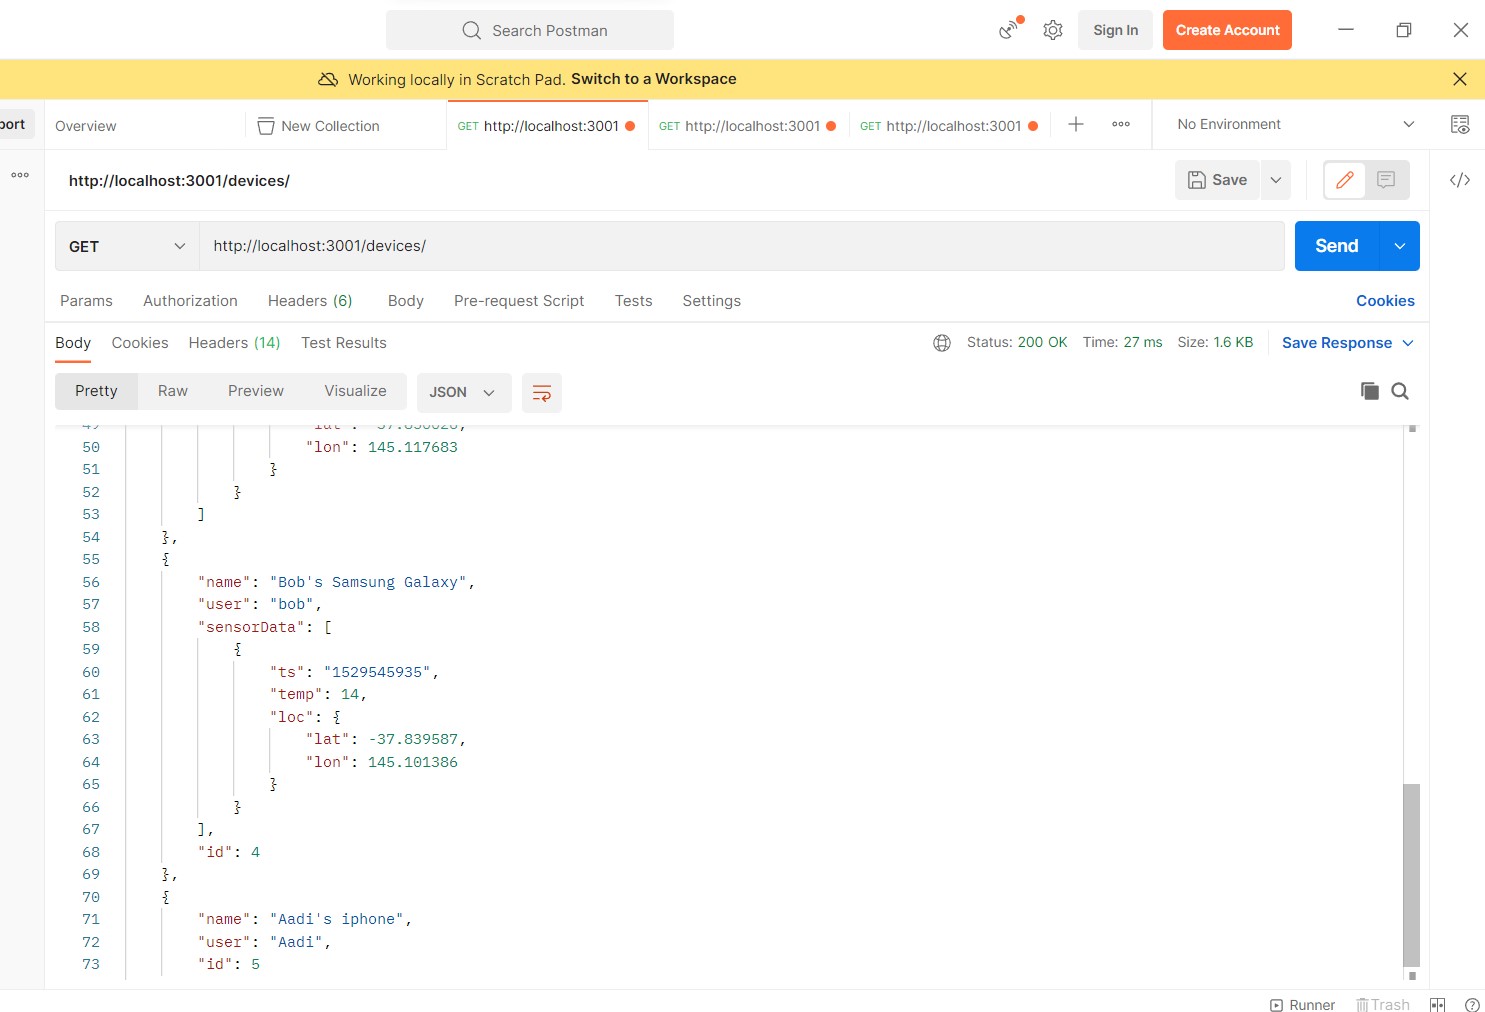 Search Postman
Sign In
Create Account
Working locally in Scratch Pad. Switch to a Workspace
port
Overview
New Collection
GET http://localhost:3001
GET http://localhost:3001
GET http://localhost:3001
No Environment
http://localhost:3001/devices/
Save
GET
http://localhost:3001/devices/
Send
Params Authorization Headers (6) Body Pre-request Script Tests Settings
Cookies
Body Cookies Headers (14) Test Results
Status: 200 OK Time: 27 ms Size: 1.6 KB
Save Response
Pretty Raw Preview Visualize
JSON
50 "lon": 145.117683
51 }
52 }
53 ]
54 },
55 {
56 "name": "Bob's Samsung Galaxy",
57 "user": "bob",
58 "sensorData": [
59 {
60 "ts": "1529545935",
61 "temp": 14,
62 "loc": {
63 "lat": -37.839587,
64 "lon": 145.101386
65 }
66 }
67 ],
68 "id": 4
69 },
70 {
71 "name": "Aadi's iphone",
72 "user": "Aadi",
73 "id": 5
Runner
Trash